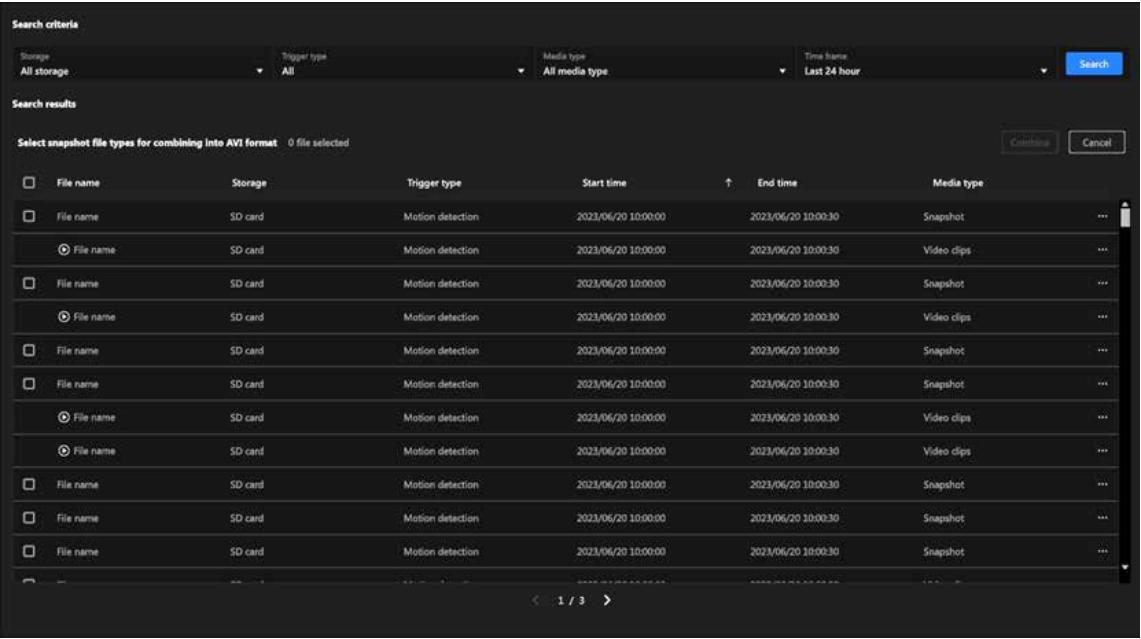 Search criteria
Storage Trigger type Media type Time frame
All storage All All media type Last 24 hour Search
Search results
Select snapshot file types for combining into AVI format 0 file selected Combine Cancel
File name Storage Trigger type Start time ↑ End time Media type
File name SD card Motion detection 2023/06/20 10:00:00 2023/06/20 10:00:30 Snapshot ...
File name SD card Motion detection 2023/06/20 10:00:00 2023/06/20 10:00:30 Video clips ...
File name SD card Motion detection 2023/06/20 10:00:00 2023/06/20 10:00:30 Snapshot ...
File name SD card Motion detection 2023/06/20 10:00:00 2023/06/20 10:00:30 Video clips ...
File name SD card Motion detection 2023/06/20 10:00:00 2023/06/20 10:00:30 Snapshot ...
File name SD card Motion detection 2023/06/20 10:00:00 2023/06/20 10:00:30 Snapshot ...
File name SD card Motion detection 2023/06/20 10:00:00 2023/06/20 10:00:30 Video clips ...
File name SD card Motion detection 2023/06/20 10:00:00 2023/06/20 10:00:30 Video clips ...
File name SD card Motion detection 2023/06/20 10:00:00 2023/06/20 10:00:30 Snapshot ...
File name SD card Motion detection 2023/06/20 10:00:00 2023/06/20 10:00:30 Snapshot ...
File name SD card Motion detection 2023/06/20 10:00:00 2023/06/20 10:00:30 Snapshot ...
< 1 / 3 >